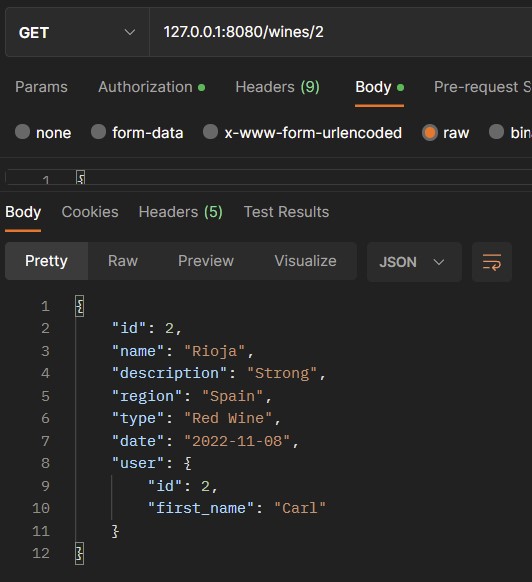 GET 127.0.0.1:8080/wines/2
Params Authorization Headers (9) Body Pre-request S
none form-data x-www-form-urlencoded raw bin
1 {
Body Cookies Headers (5) Test Results
Pretty Raw Preview Visualize JSON
1 {
2 "id": 2,
3 "name": "Rioja",
4 "description": "Strong",
5 "region": "Spain",
6 "type": "Red Wine",
7 "date": "2022-11-08",
8 "user": {
9 "id": 2,
10 "first_name": "Carl"
11 }
12 }